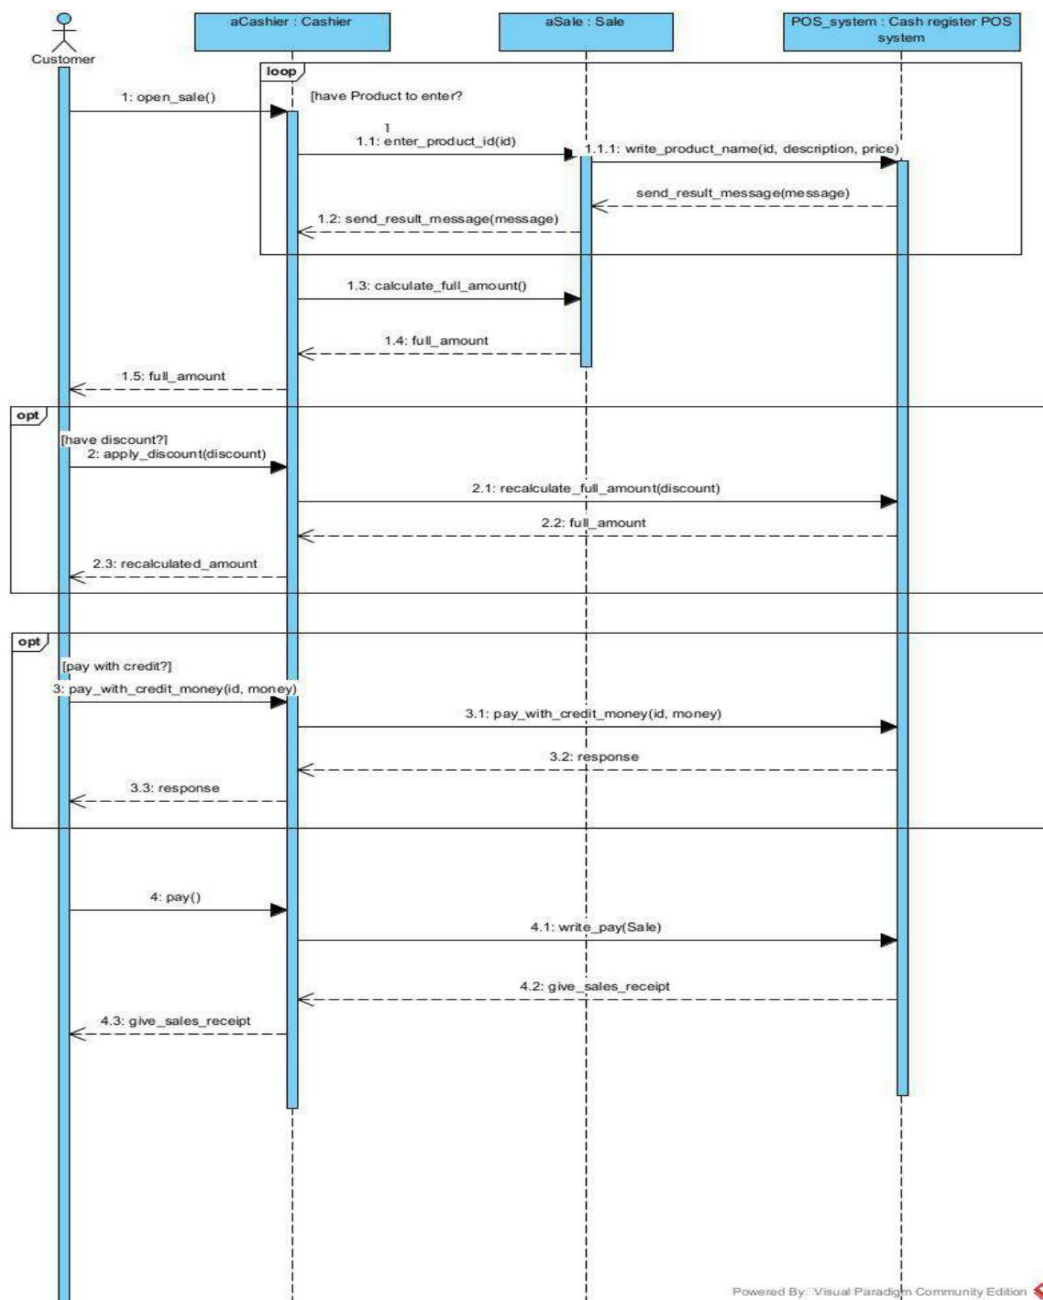 aCashier : Cashier
aSale : Sale
POS_system : Cash register POS
system
Customer
loop
1: open_sale()
[have Product to enter?
]
1.1: enter_product_id(id)
1.1.1: write_product_name(id, description, price)
send_result_message(message)
1.2: send_result_message(message)
1.3: calculate_full_amount()
1.4: full_amount
1.5: full_amount
opt
[have discount?]
2: apply_discount(discount)
2.1: recalculate_full_amount(discount)
2.2: full_amount
2.3: recalculated_amount
opt
[pay with credit?]
3: pay_with_credit_money(id, money)
3.1: pay_with_credit_money(id, money)
3.2: response
3.3: response
4: pay()
4.1: write_pay(Sale)
4.2: give_sales_receipt
4.3: give_sales_receipt
Powered By: Visual Paradigm Community Edition